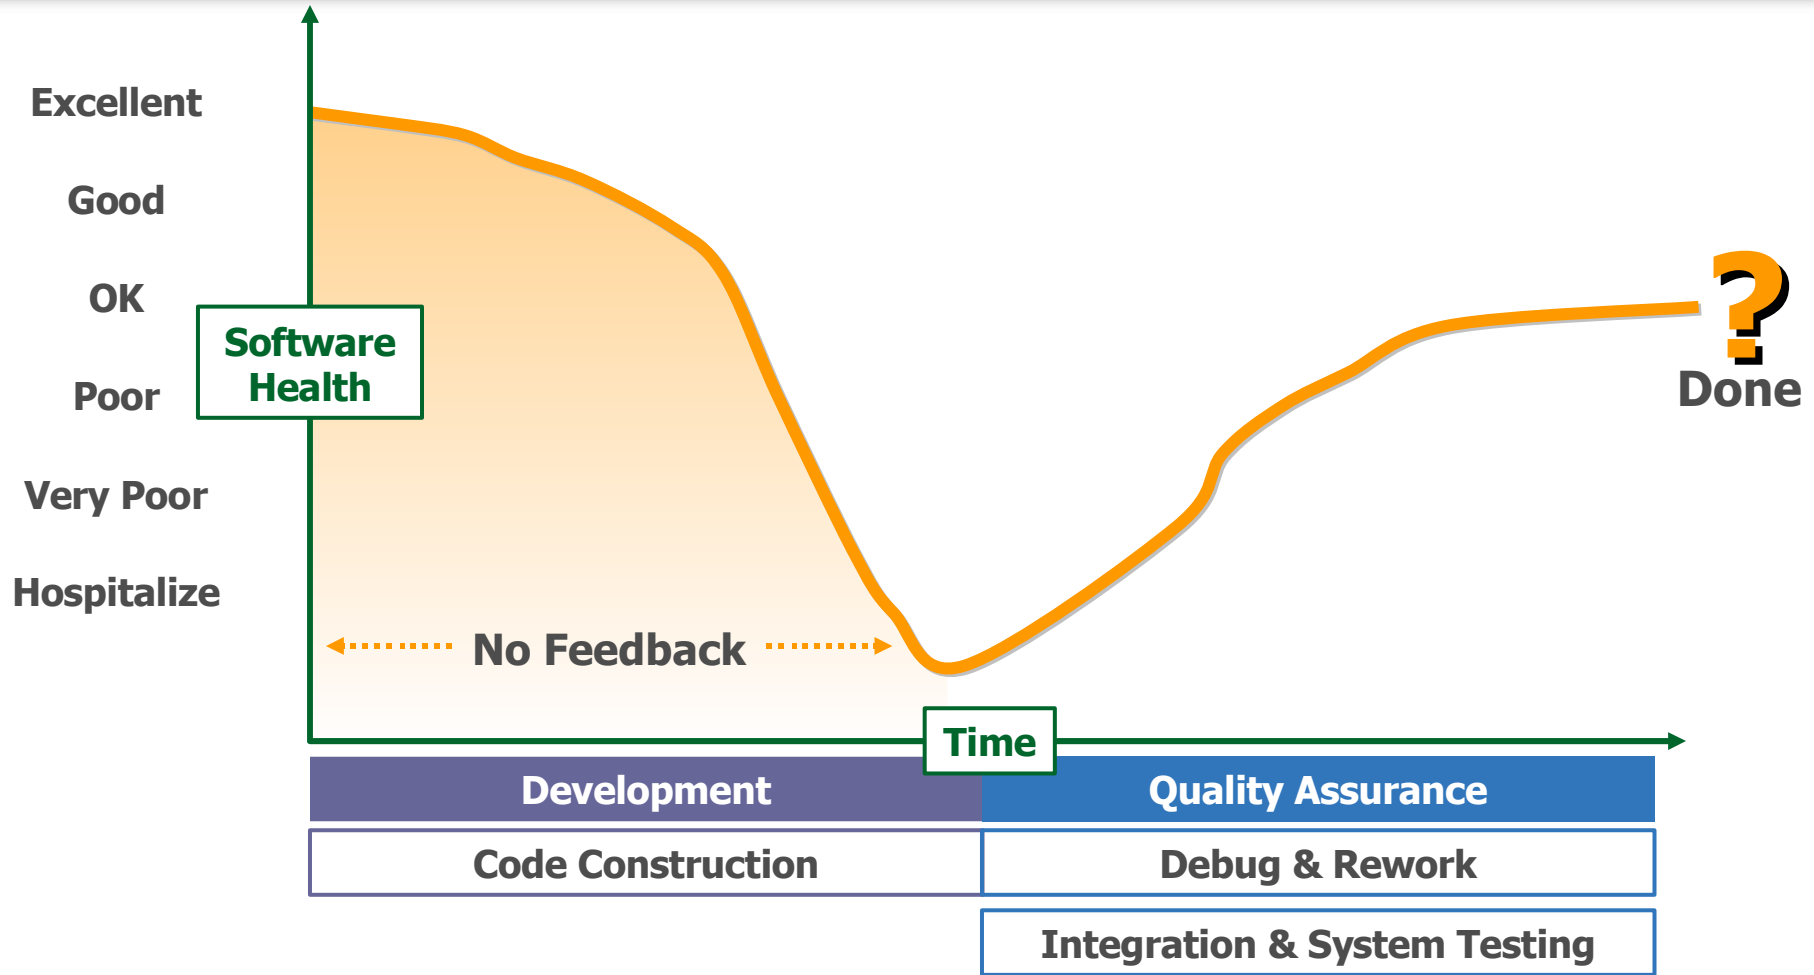 Excellent
Good
OK
Software
Health
Poor
Very Poor
Hospitalize
No Feedback
?
Done
Time
Development
Quality Assurance
Code Construction
Debug & Rework
Integration & System Testing